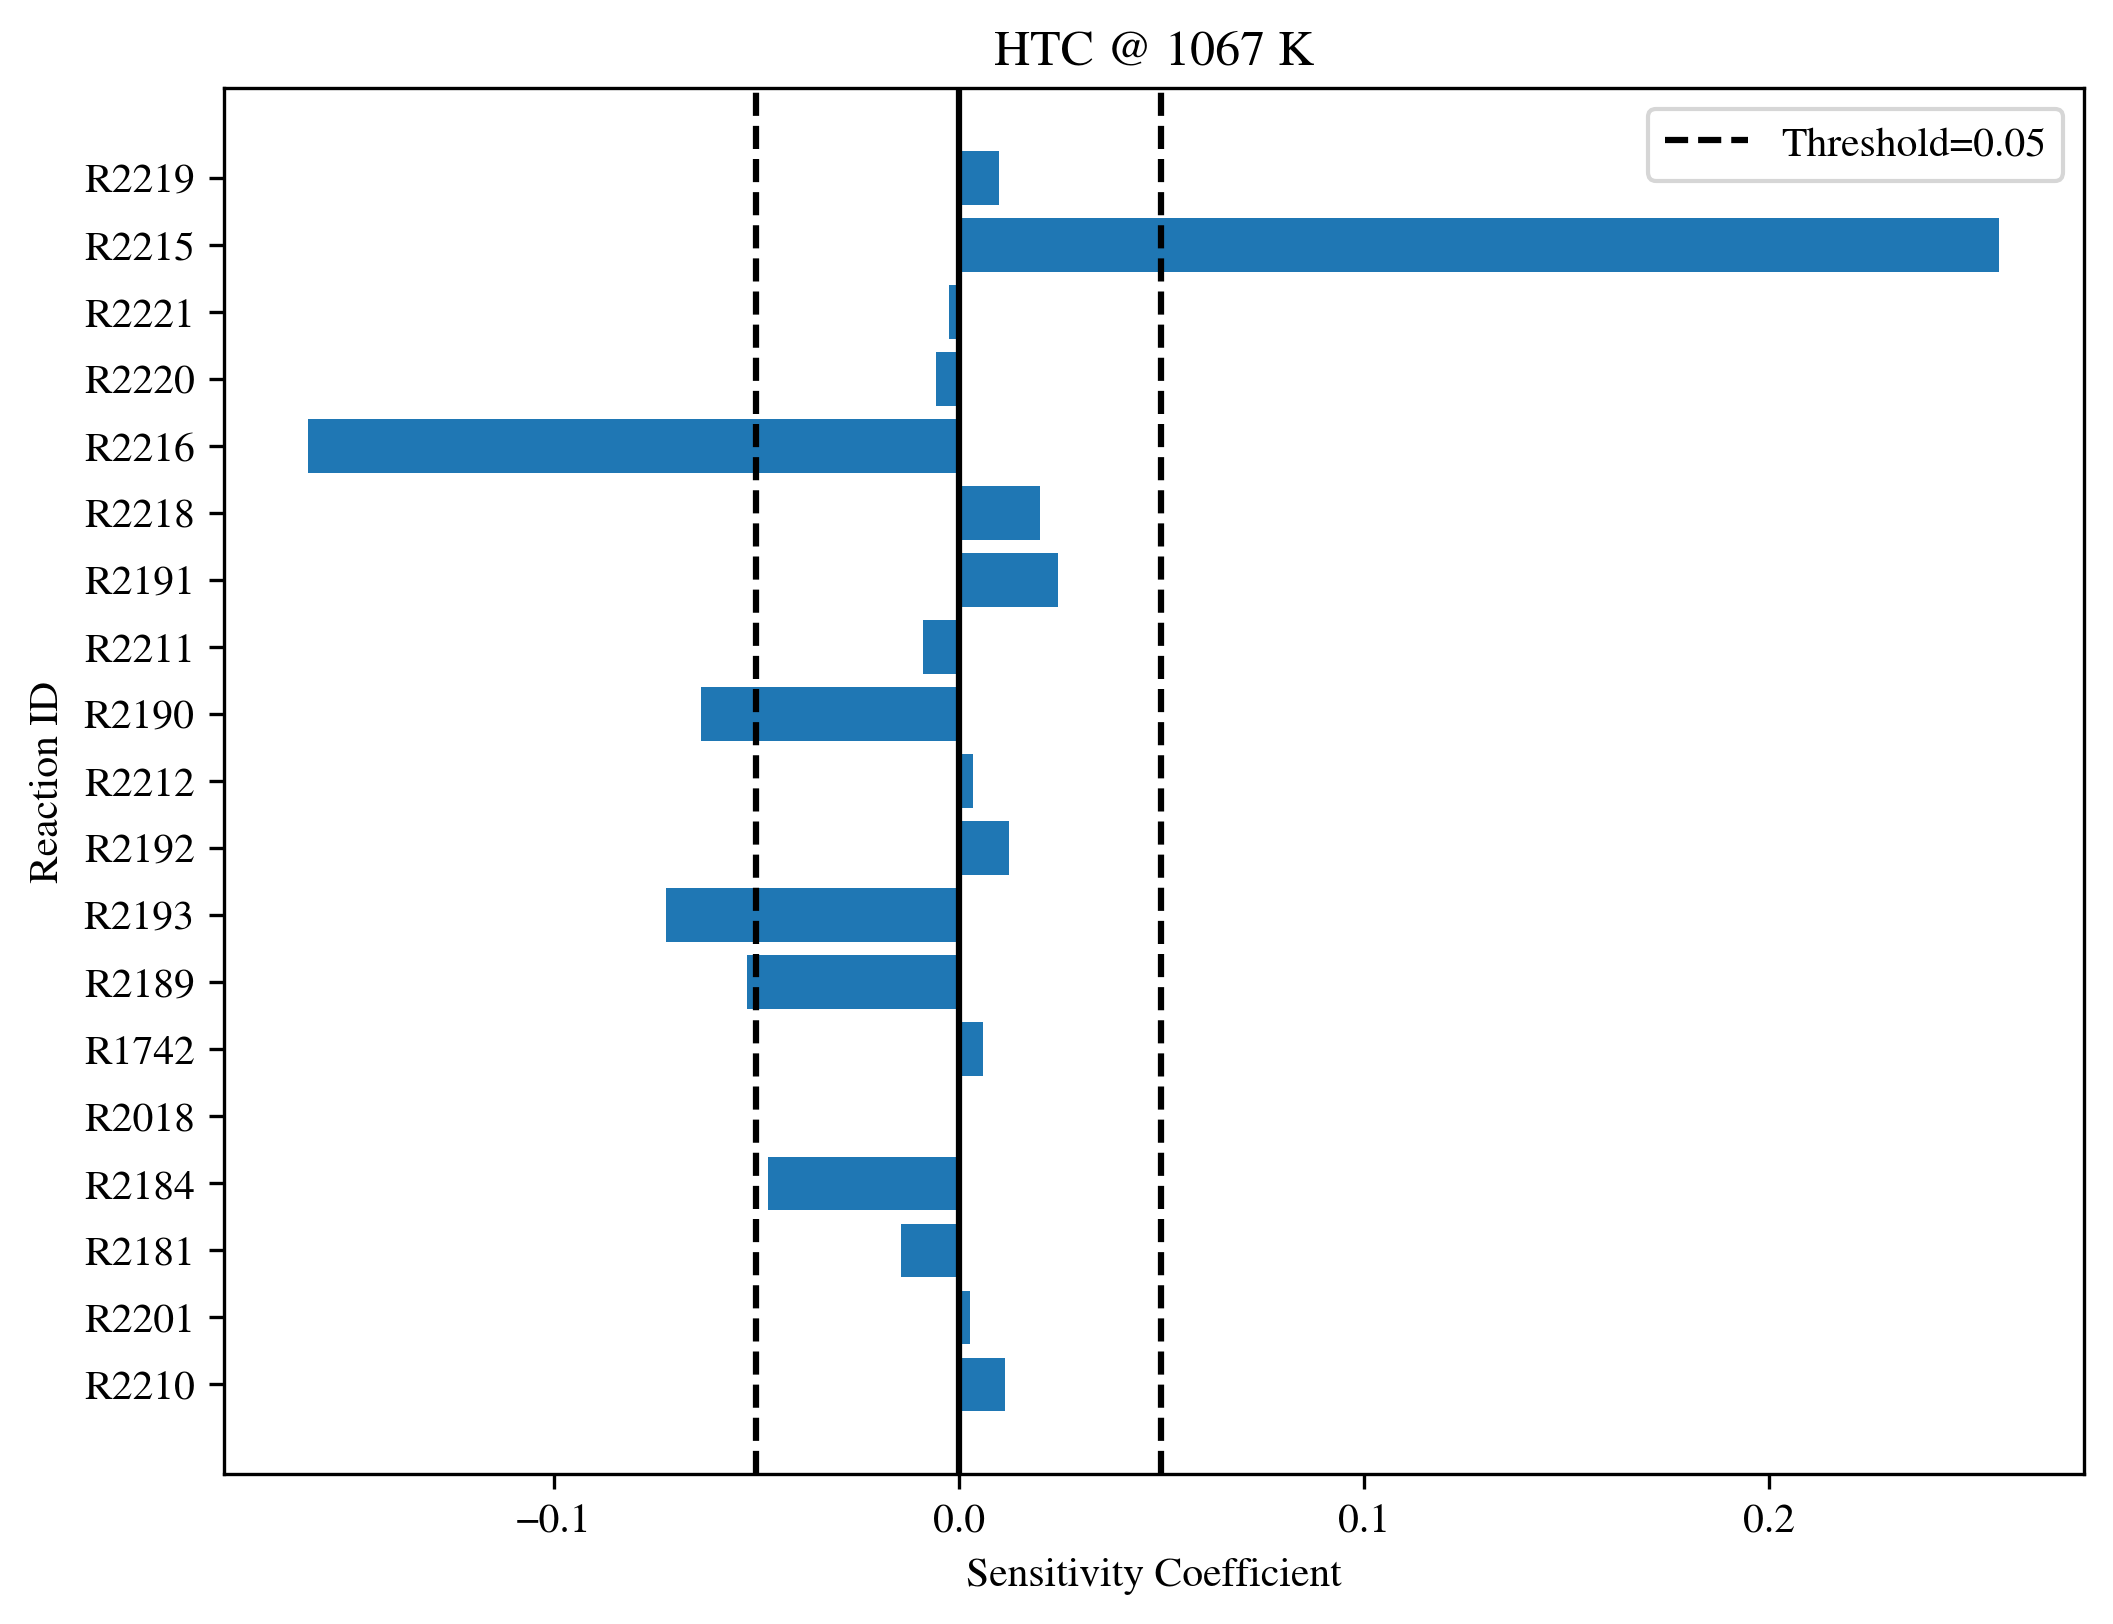 HTC @ 1067 K
Threshold=0.05
R2219
R2215
R2221
R2220
R2216
R2218
R2191
R2211
R2190
R2212
R2192
R2193
R2189
R1742
R2018
R2184
R2181
R2201
R2210
Reaction ID
−0.1 0.0 0.1 0.2
Sensitivity Coefficient